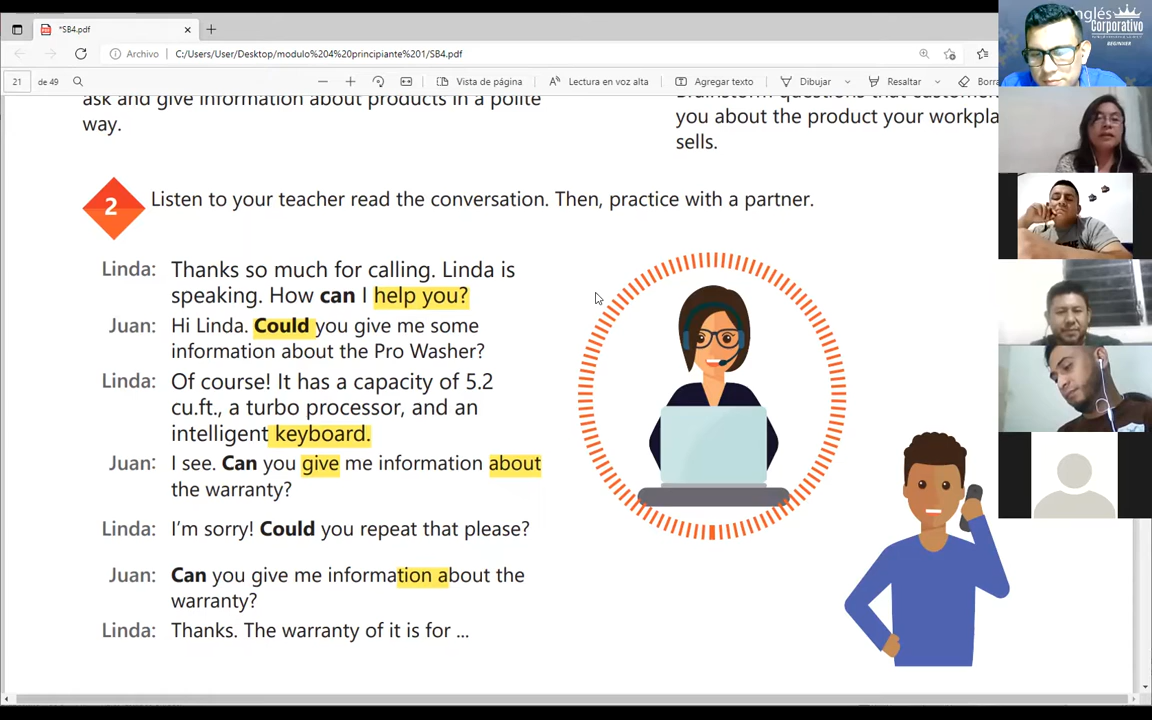 *SB4.pdf
Archivo C:/Users/User/Desktop/modulo%204%20principiante%201/SB4.pdf
21 de 49 Vista de página Lectura en voz alta Agregar texto Dibujar Resaltar Borra
ask and give information about products in a polite
way.
Brainstorm questions that customer
you about the product your workpla
sells.
2 Listen to your teacher read the conversation. Then, practice with a partner.
Linda: Thanks so much for calling. Linda is
speaking. How can I help you?
Juan: Hi Linda. Could you give me some
information about the Pro Washer?
Linda: Of course! It has a capacity of 5.2
cu.ft., a turbo processor, and an
intelligent keyboard.
Juan: I see. Can you give me information about
the warranty?
Linda: I'm sorry! Could you repeat that please?
Juan: Can you give me information about the
warranty?
Linda: Thanks. The warranty of it is for ...
inglés
Corporativo
BEGINNER